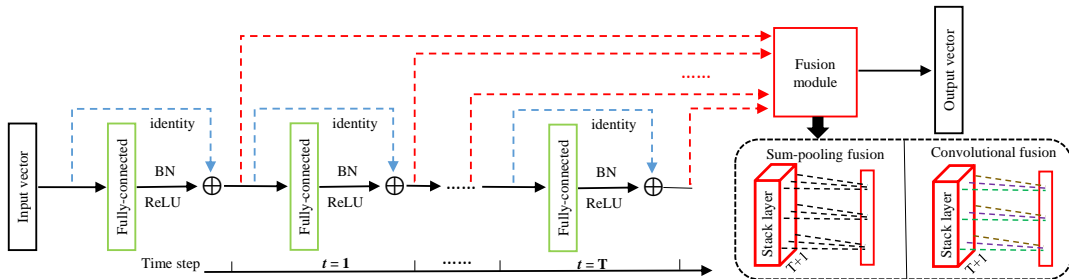 Input vector
Fully-connected
identity
BN
ReLU
Fully-connected
identity
BN
ReLU
......
Fully-connected
identity
BN
ReLU
......
Fusion
module
Output vector
Sum-pooling fusion
Stack layer
T+1
Convolutional fusion
Stack layer
T+1
Time step
t = 1
......
t = T